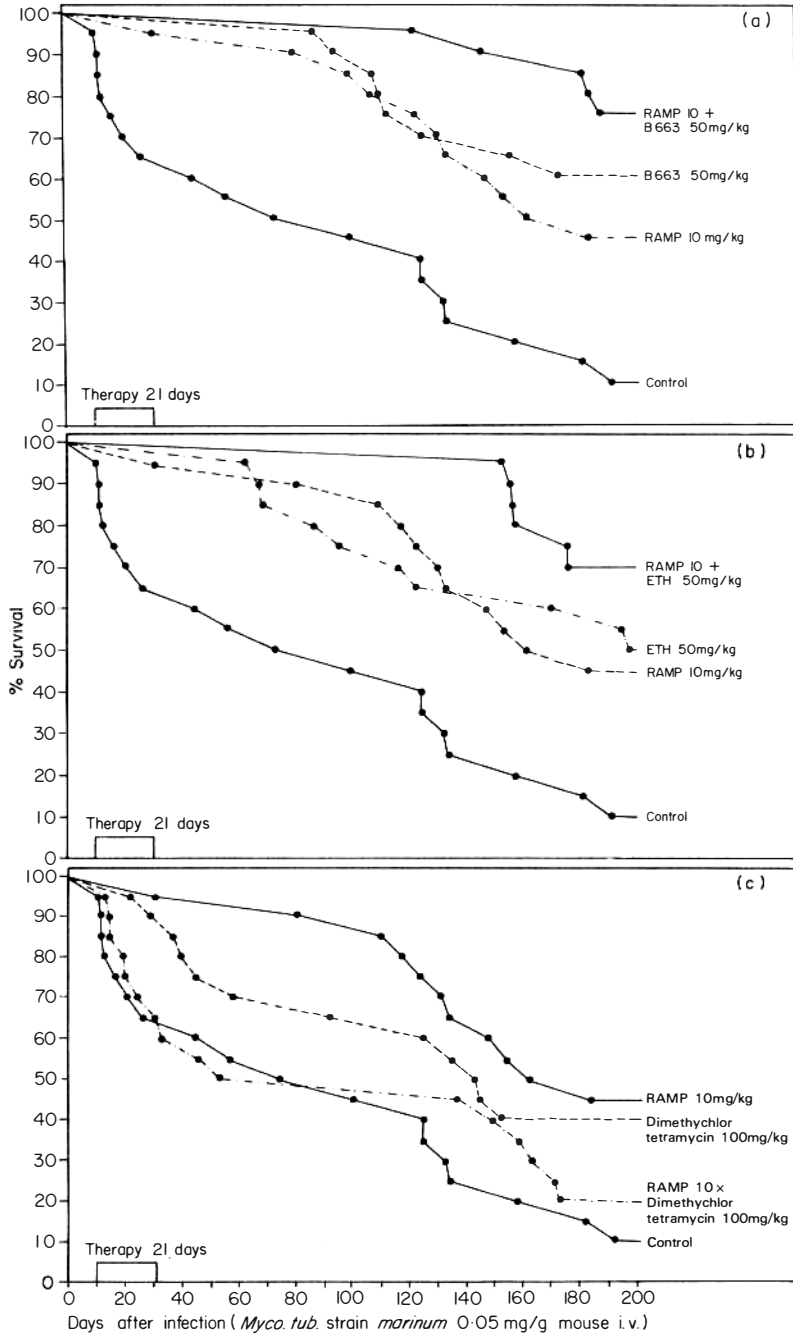 (a)
100
90
80
70
60
50
40
30
20
10
0
RAMP 10 +
B663 50mg/kg
B663 50mg/kg
RAMP 10 mg/kg
Control
Therapy 21 days
(b)
100
90
80
70
60
50
40
30
20
10
0
% Survival
RAMP 10 +
ETH 50mg/kg
ETH 50mg/kg
RAMP 10mg/kg
Control
Therapy 21 days
(c)
100
90
80
70
60
50
40
30
20
10
0
RAMP 10mg/kg
Dimethychlor
tetramycin 100mg/kg
RAMP 10 ×
Dimethychlor
tetramycin 100mg/kg
Control
Therapy 21 days
0 20 40 60 80 100 120 140 160 180 200
Days after infection (Myco. tub. strain marinum 0·05 mg/g mouse i.v.)